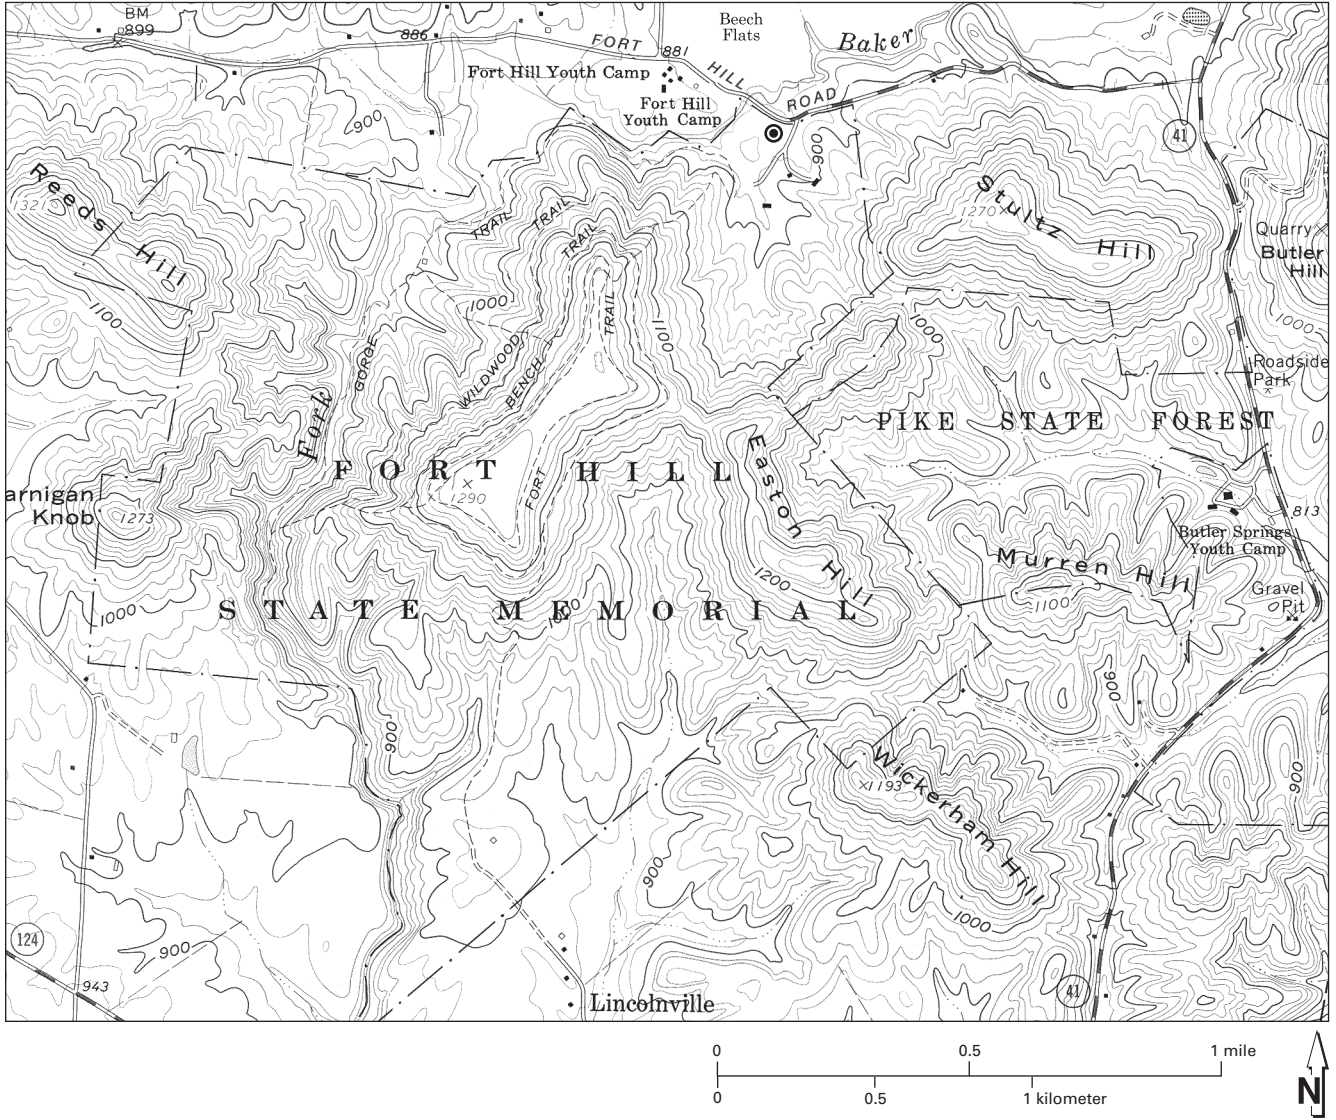 BM
899
886
FORT
881
HILL
ROAD
Beech
Flats
Baker
Fort Hill Youth Camp
Fort Hill
Youth Camp
900
900
41
Reeds Hill
TRAIL
TRAIL
TRAIL
TRAIL
Stultz Hill
1270
Quarry
Butler
Hill
1100
1000
1100
1000
1000
GORGE
WILDWOOD
BENCH
Roadside
Park
Fork
PIKE STATE FOREST
FORT HILL
1290
FORT
Easton Hill
arnigan
Knob
1273
813
Butler Springs
Youth Camp
Murren Hill
1200
1100
Gravel
Pit
1000
STATE MEMORIAL
900
900
Wickerham Hill
1193
900
900
1000
124
900
943
41
Lincolnville
0 0.5 1 mile
0 0.5 1 kilometer
N